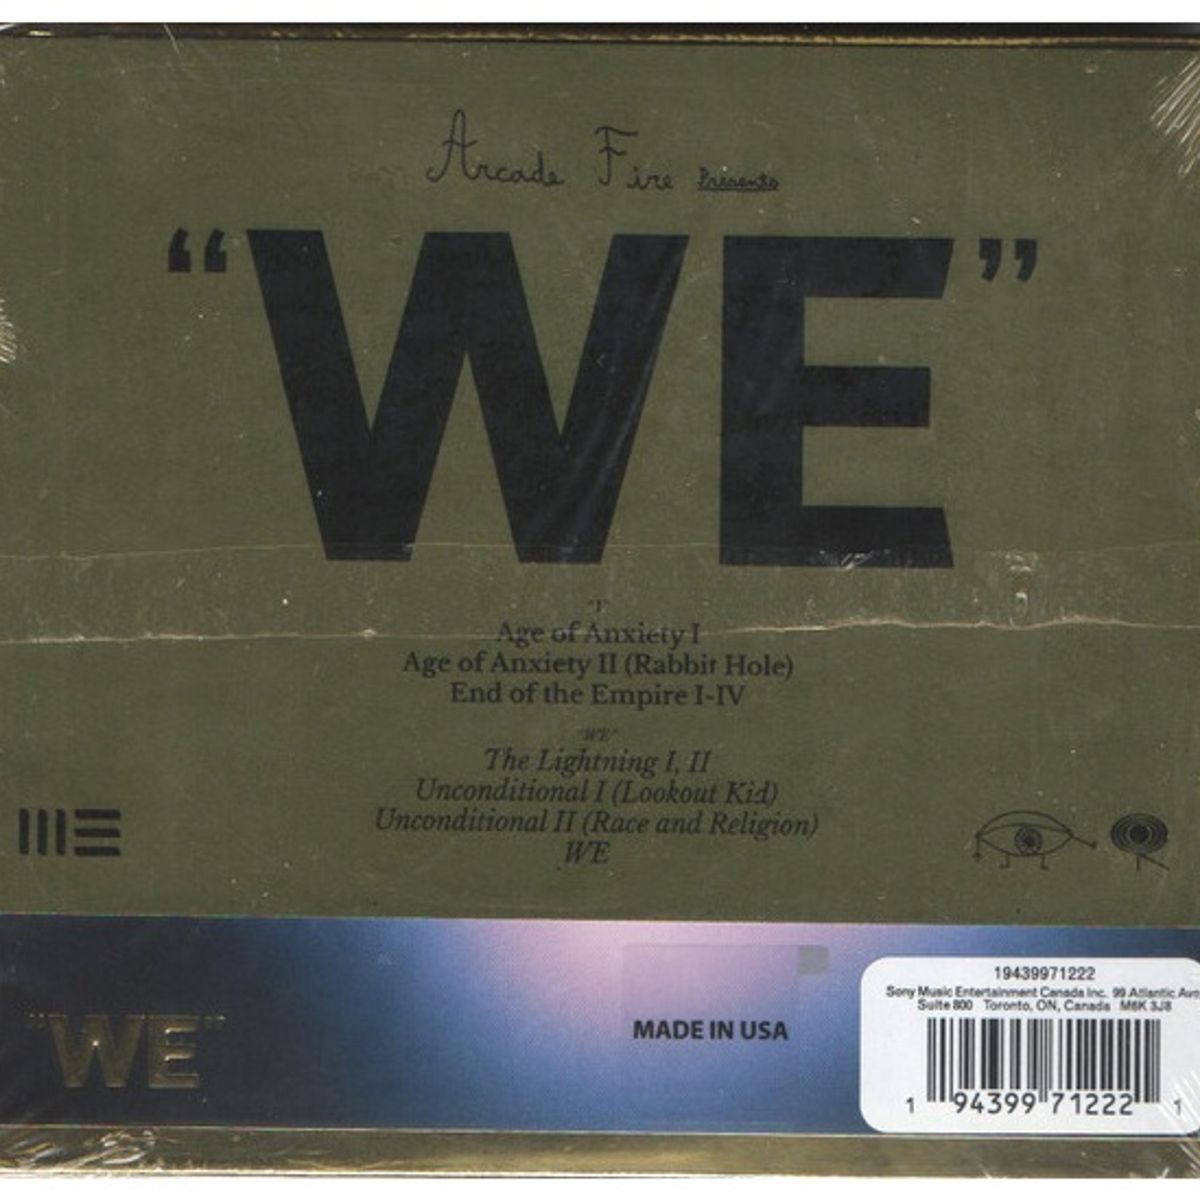 Arcade Fire Presents
“WE”
"I"
Age of Anxiety I
Age of Anxiety II (Rabbit Hole)
End of the Empire I-IV
"WE"
The Lightning I, II
Unconditional I (Lookout Kid)
Unconditional II (Race and Religion)
WE
"WE"
MADE IN USA
19439971222
Sony Music Entertainment Canada Inc. 99 Atlantic Ave
Suite 800 Toronto, ON, Canada M6K 3J8
1 94399 71222 1